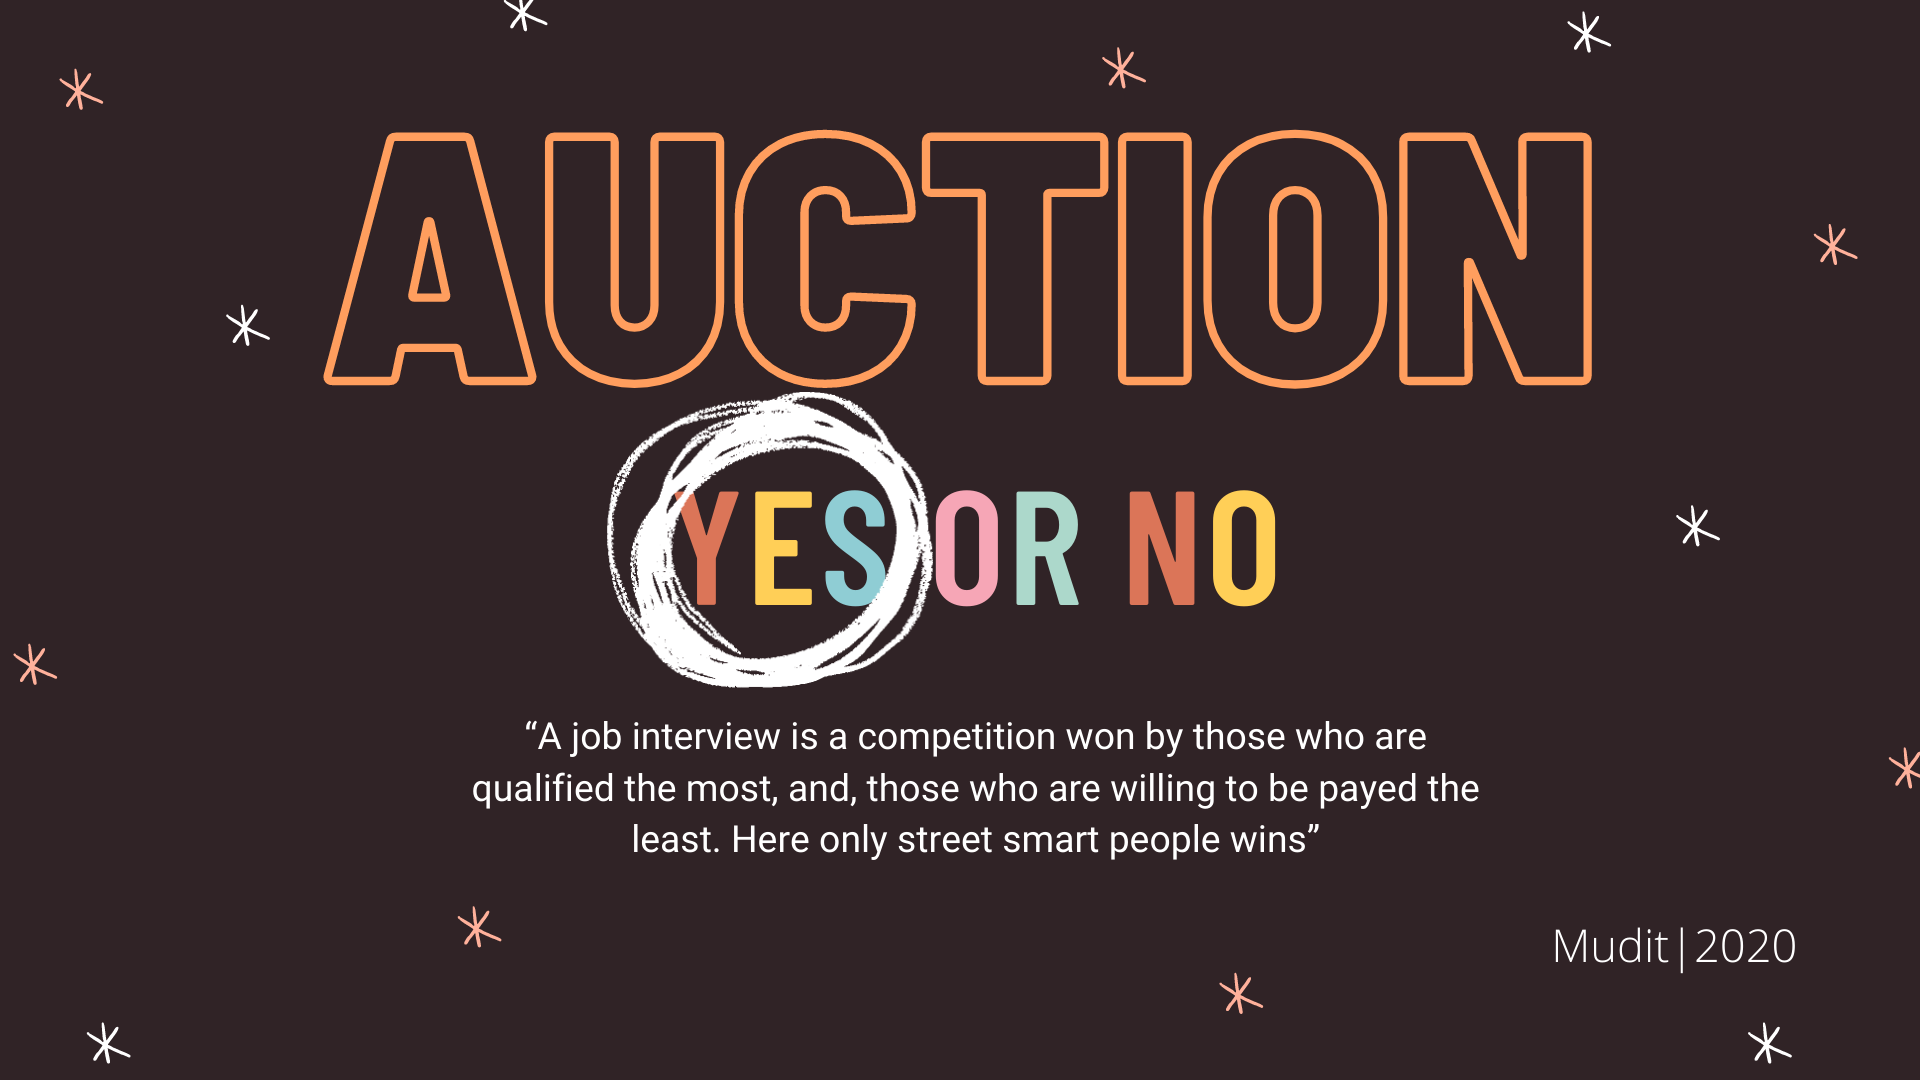 AUCTION
YES OR NO
“A job interview is a competition won by those who are
qualified the most, and, those who are willing to be payed the
least. Here only street smart people wins”
Mudit|2020